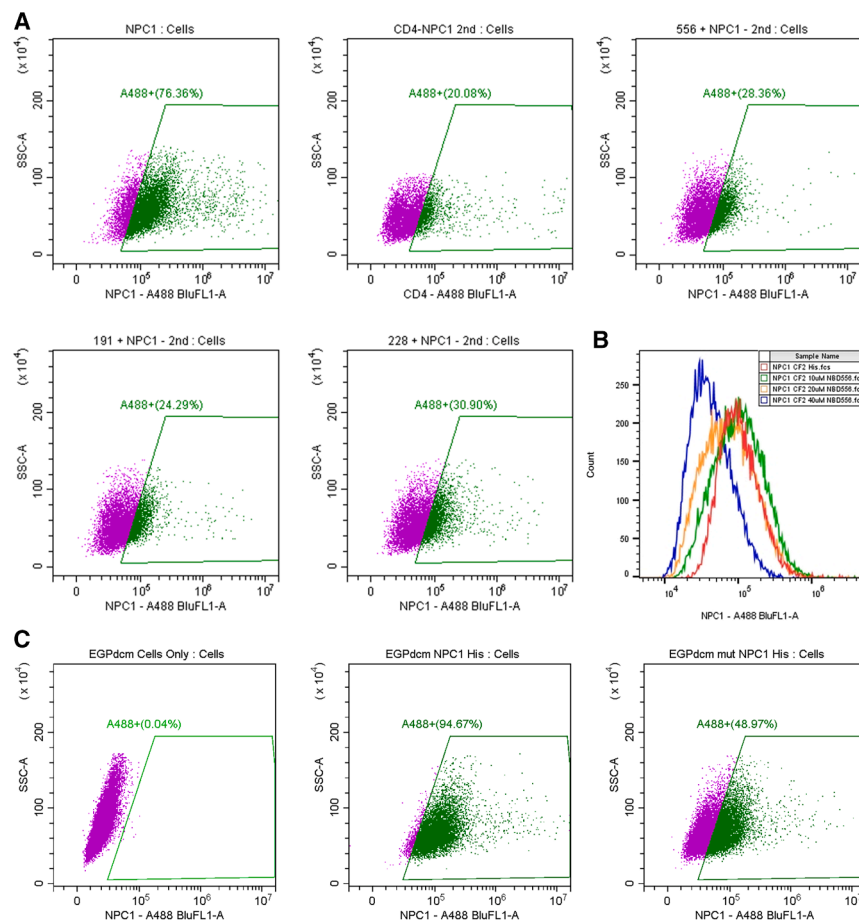 A
NPC1 : Cells
CD4-NPC1 2nd : Cells
556 + NPC1 - 2nd : Cells
(x 10⁴)
SSC-A
200
100
0
A488+(76.36%)
0 10⁵ 10⁶ 10⁷
NPC1 - A488 BluFL1-A
(x 10⁴)
SSC-A
200
100
0
A488+(20.08%)
0 10⁵ 10⁶ 10⁷
CD4 - A488 BluFL1-A
(x 10⁴)
SSC-A
200
100
0
A488+(28.36%)
0 10⁵ 10⁶ 10⁷
NPC1 - A488 BluFL1-A
191 + NPC1 - 2nd : Cells
(x 10⁴)
SSC-A
200
100
0
A488+(24.29%)
0 10⁵ 10⁶ 10⁷
NPC1 - A488 BluFL1-A
228 + NPC1 - 2nd : Cells
(x 10⁴)
SSC-A
200
100
0
A488+(30.90%)
0 10⁵ 10⁶ 10⁷
NPC1 - A488 BluFL1-A
B
Sample Name
NPC1 CF2 His.fcs
NPC1 CF2 10uM NBD556.fc
NPC1 CF2 20uM NBD556.fc
NPC1 CF2 40uM NBD556.fc
Count
250
200
150
100
50
0
10⁴ 10⁵ 10⁶
NPC1 - A488 BluFL1-A
C
EGPdcm Cells Only : Cells
(x 10⁴)
SSC-A
200
100
0
A488+(0.04%)
0 10⁵ 10⁶ 10⁷
NPC1 - A488 BluFL1-A
EGPdcm NPC1 His : Cells
(x 10⁴)
SSC-A
200
100
0
A488+(94.67%)
0 10⁵ 10⁶ 10⁷
NPC1 - A488 BluFL1-A
EGPdcm mut NPC1 His : Cells
(x 10⁴)
SSC-A
200
100
0
A488+(48.97%)
0 10⁵ 10⁶ 10⁷
NPC1 - A488 BluFL1-A